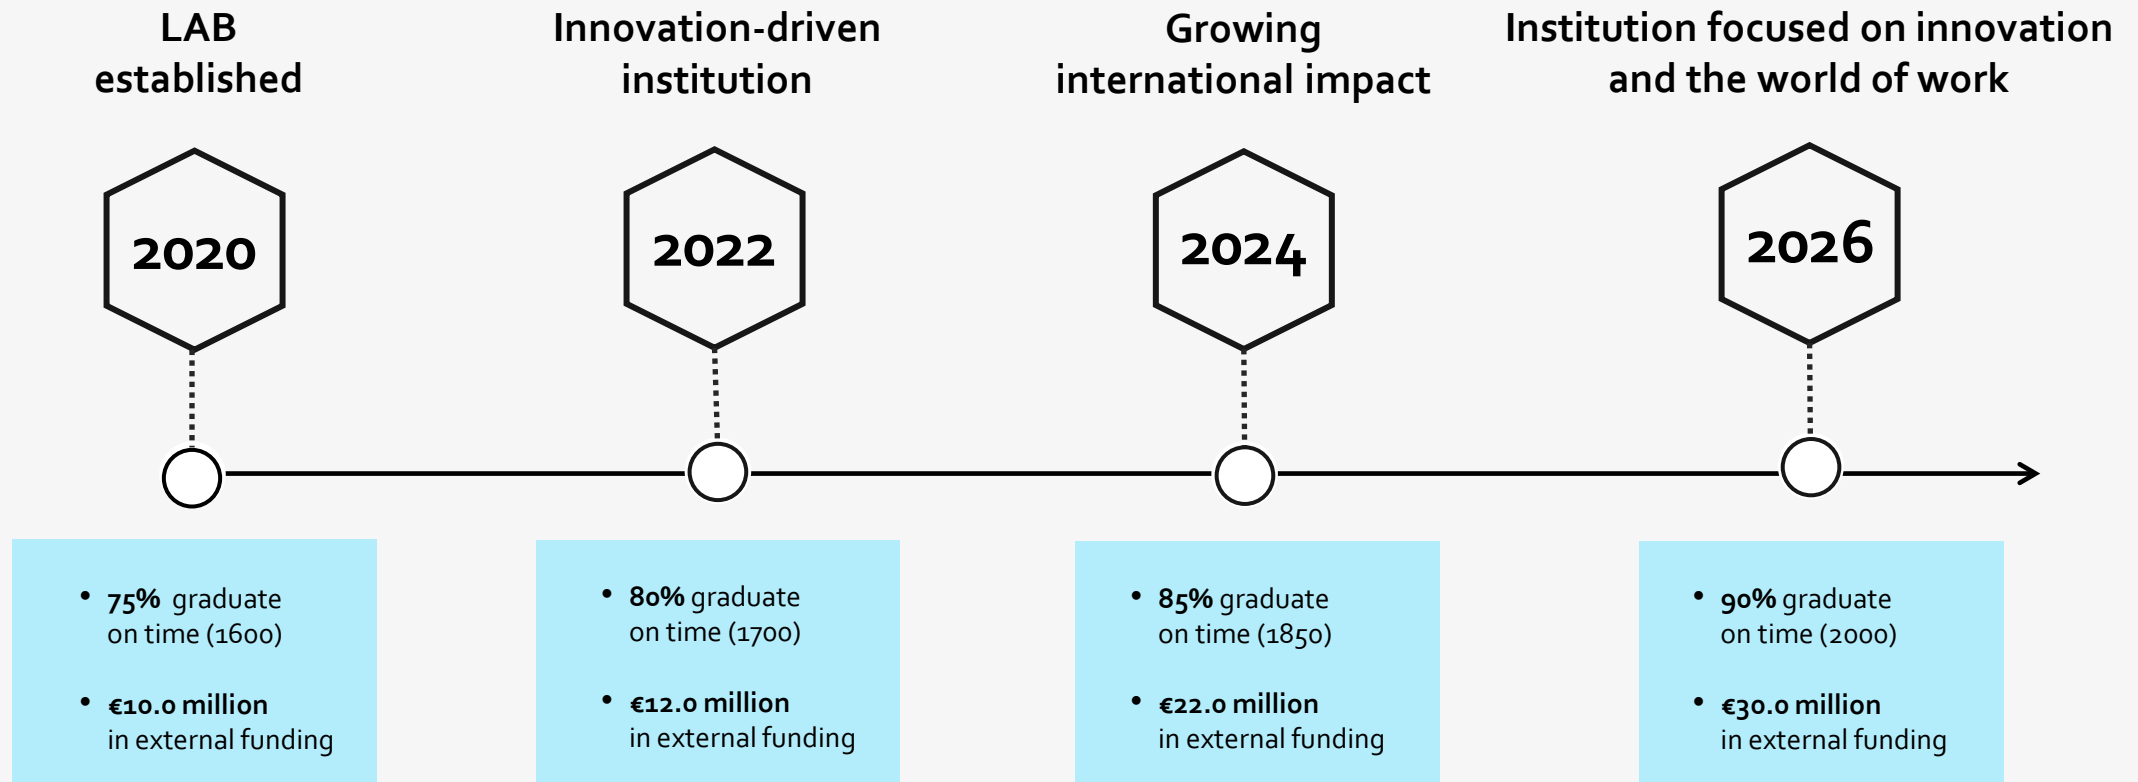 LAB
established
2020
• 75% graduate
on time (1600)
• €10.0 million
in external funding
Innovation-driven
institution
2022
• 80% graduate
on time (1700)
• €12.0 million
in external funding
Growing
international impact
2024
• 85% graduate
on time (1850)
• €22.0 million
in external funding
Institution focused on innovation
and the world of work
2026
• 90% graduate
on time (2000)
• €30.0 million
in external funding